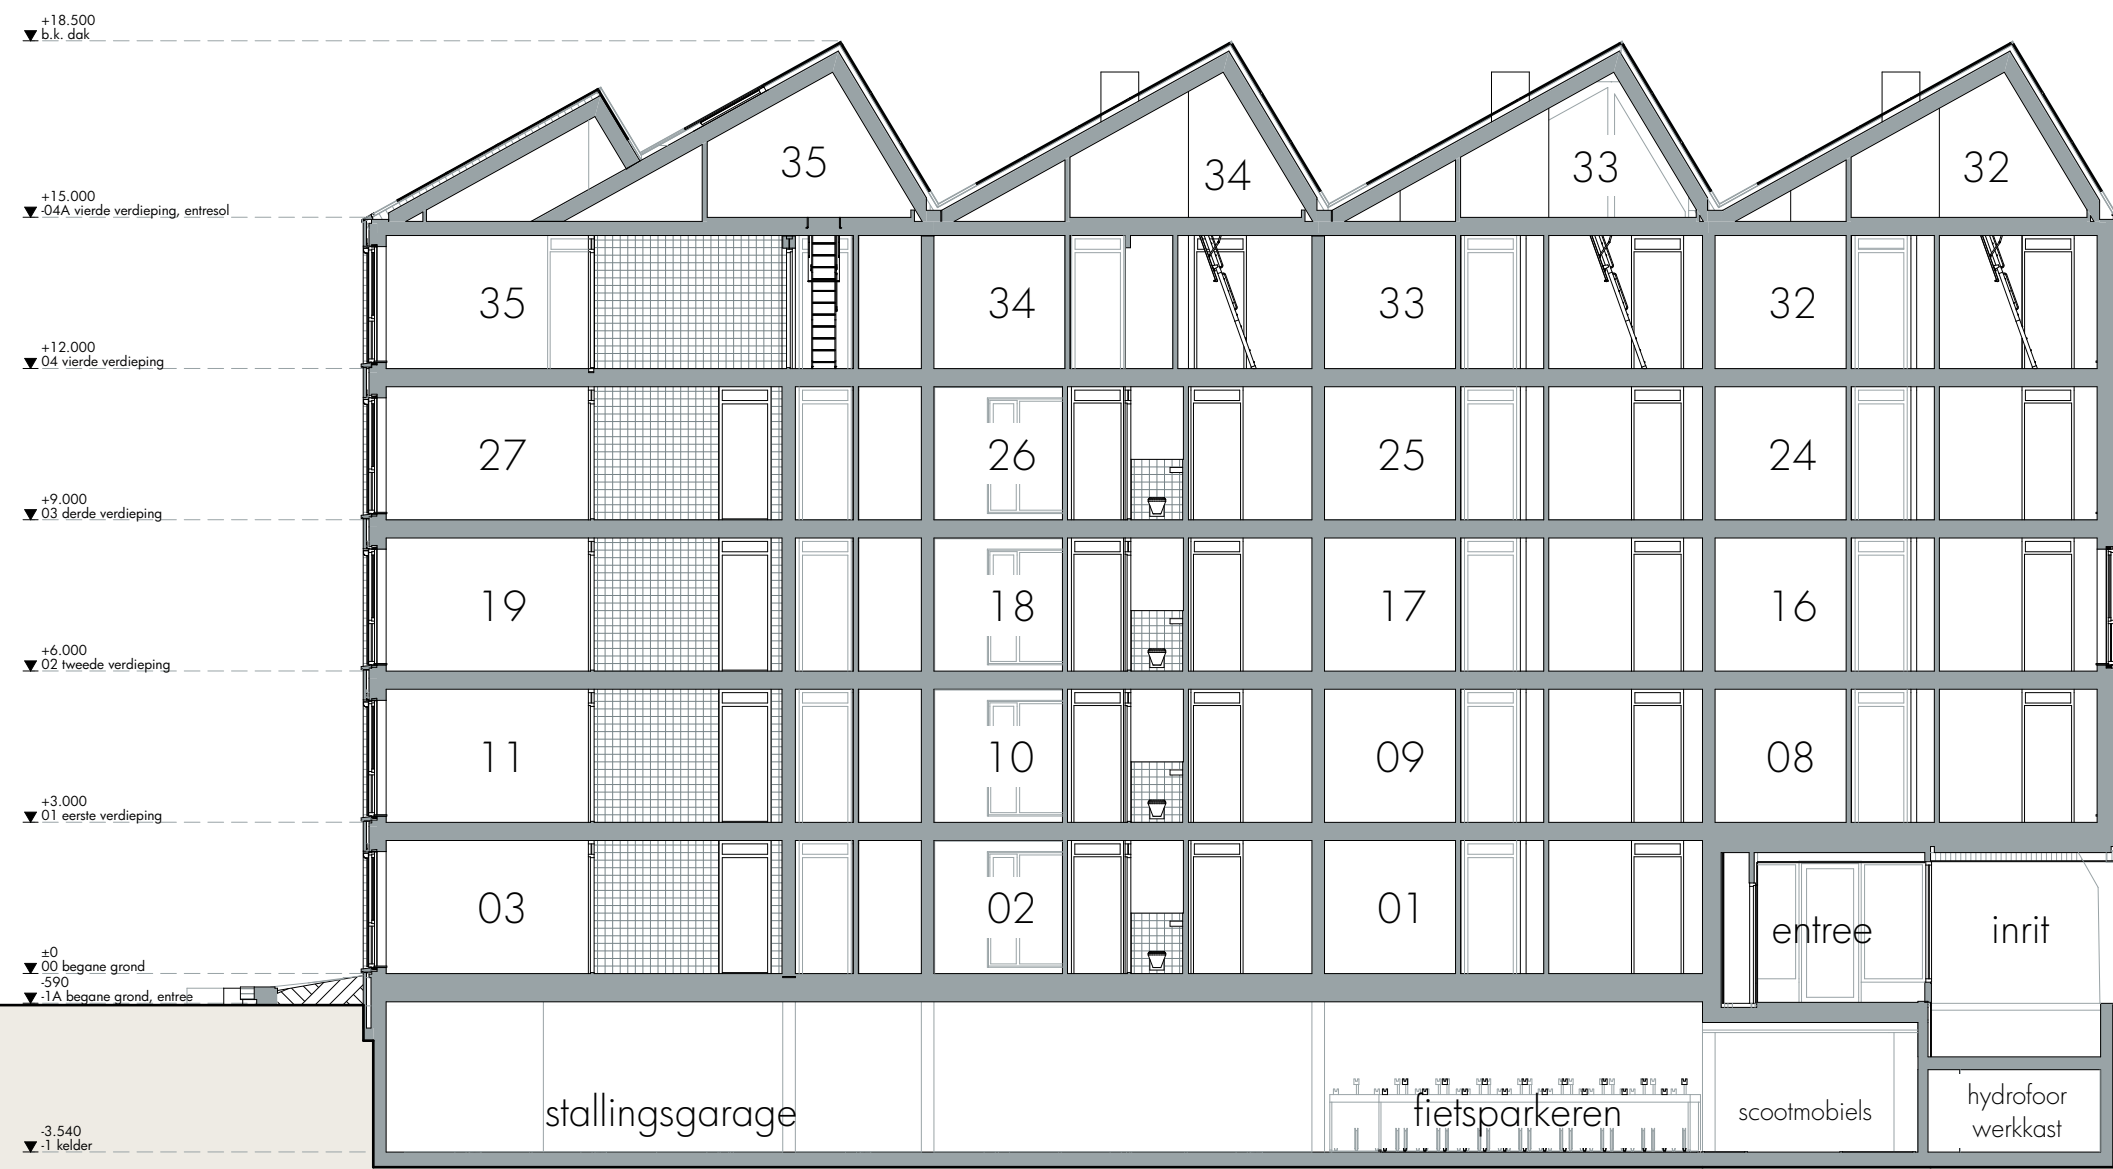 +18.500
b.k. dak
35
34
33
32
+15.000
-04A vierde verdieping, entresol
35
34
33
32
+12.000
04 vierde verdieping
27
26
25
24
+9.000
03 derde verdieping
19
18
17
16
+6.000
02 tweede verdieping
11
10
09
08
+3.000
01 eerste verdieping
03
02
01
entree
inrit
±0
00 begane grond
-590
-1A begane grond, entree
stallingsgarage
fietsparkeren
scootmobiels
hydrofoor
werkkast
-3.540
-1 kelder